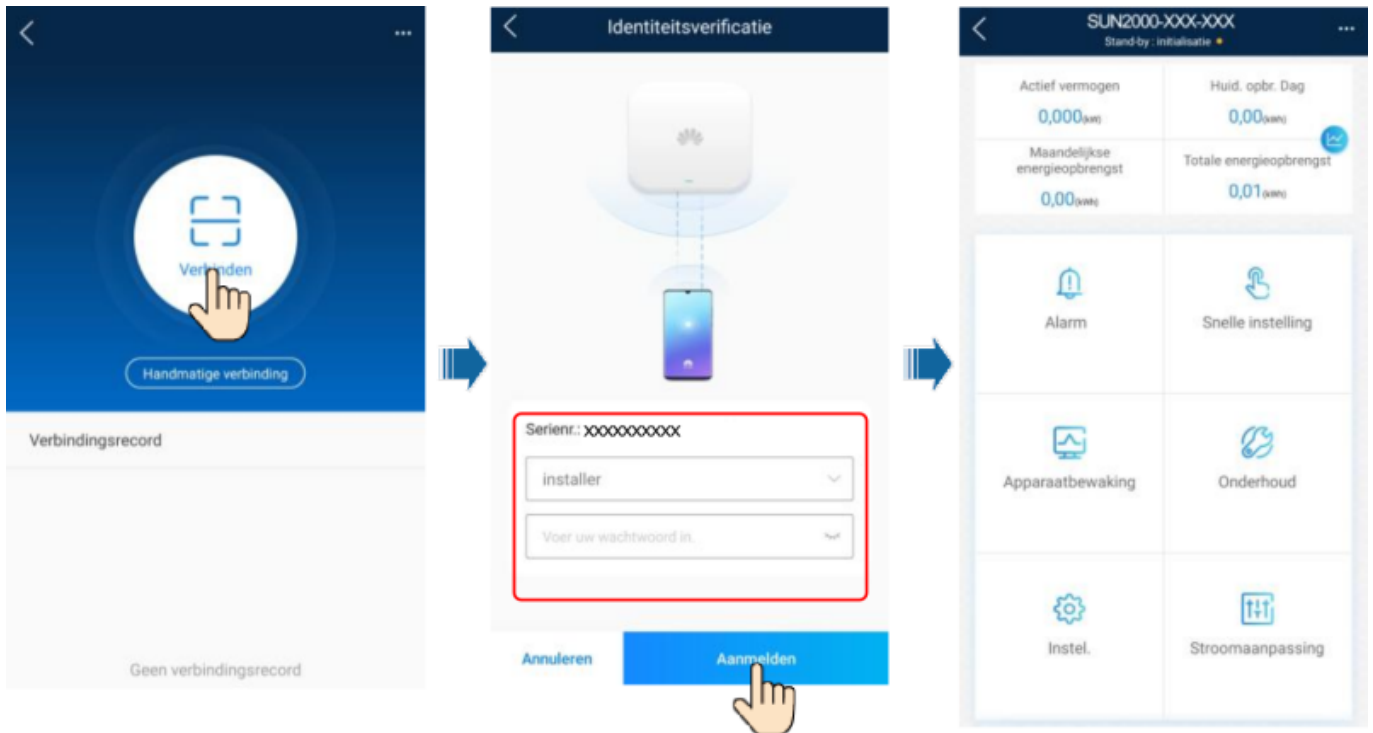 Verbinden
Handmatige verbinding
Verbindingsrecord
Geen verbindingsrecord
Identiteitsverificatie
Serienr.: XXXXXXXXXX
installer
Voer uw wachtwoord in.
Annuleren
Aanmelden
SUN2000-XXX-XXX
Stand-by : initialisatie
Actief vermogen
0,000(kW)
Huid. opbr. Dag
0,00(kWh)
Maandelijkse
energieopbrengst
0,00(kWh)
Totale energieopbrengst
0,01(kWh)
Alarm
Snelle instelling
Apparaatbewaking
Onderhoud
Instel.
Stroomaanpassing